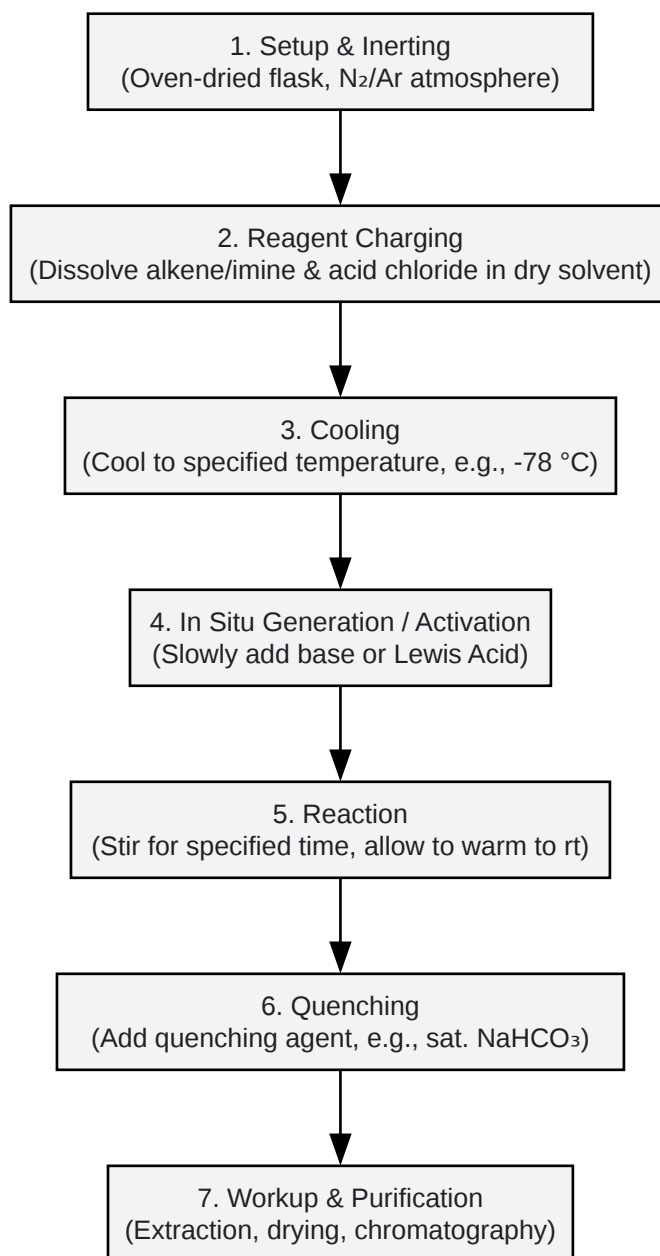 1. Setup & Inerting
(Oven-dried flask, N₂/Ar atmosphere)
2. Reagent Charging
(Dissolve alkene/imine & acid chloride in dry solvent)
3. Cooling
(Cool to specified temperature, e.g., -78 °C)
4. In Situ Generation / Activation
(Slowly add base or Lewis Acid)
5. Reaction
(Stir for specified time, allow to warm to rt)
6. Quenching
(Add quenching agent, e.g., sat. NaHCO₃)
7. Workup & Purification
(Extraction, drying, chromatography)